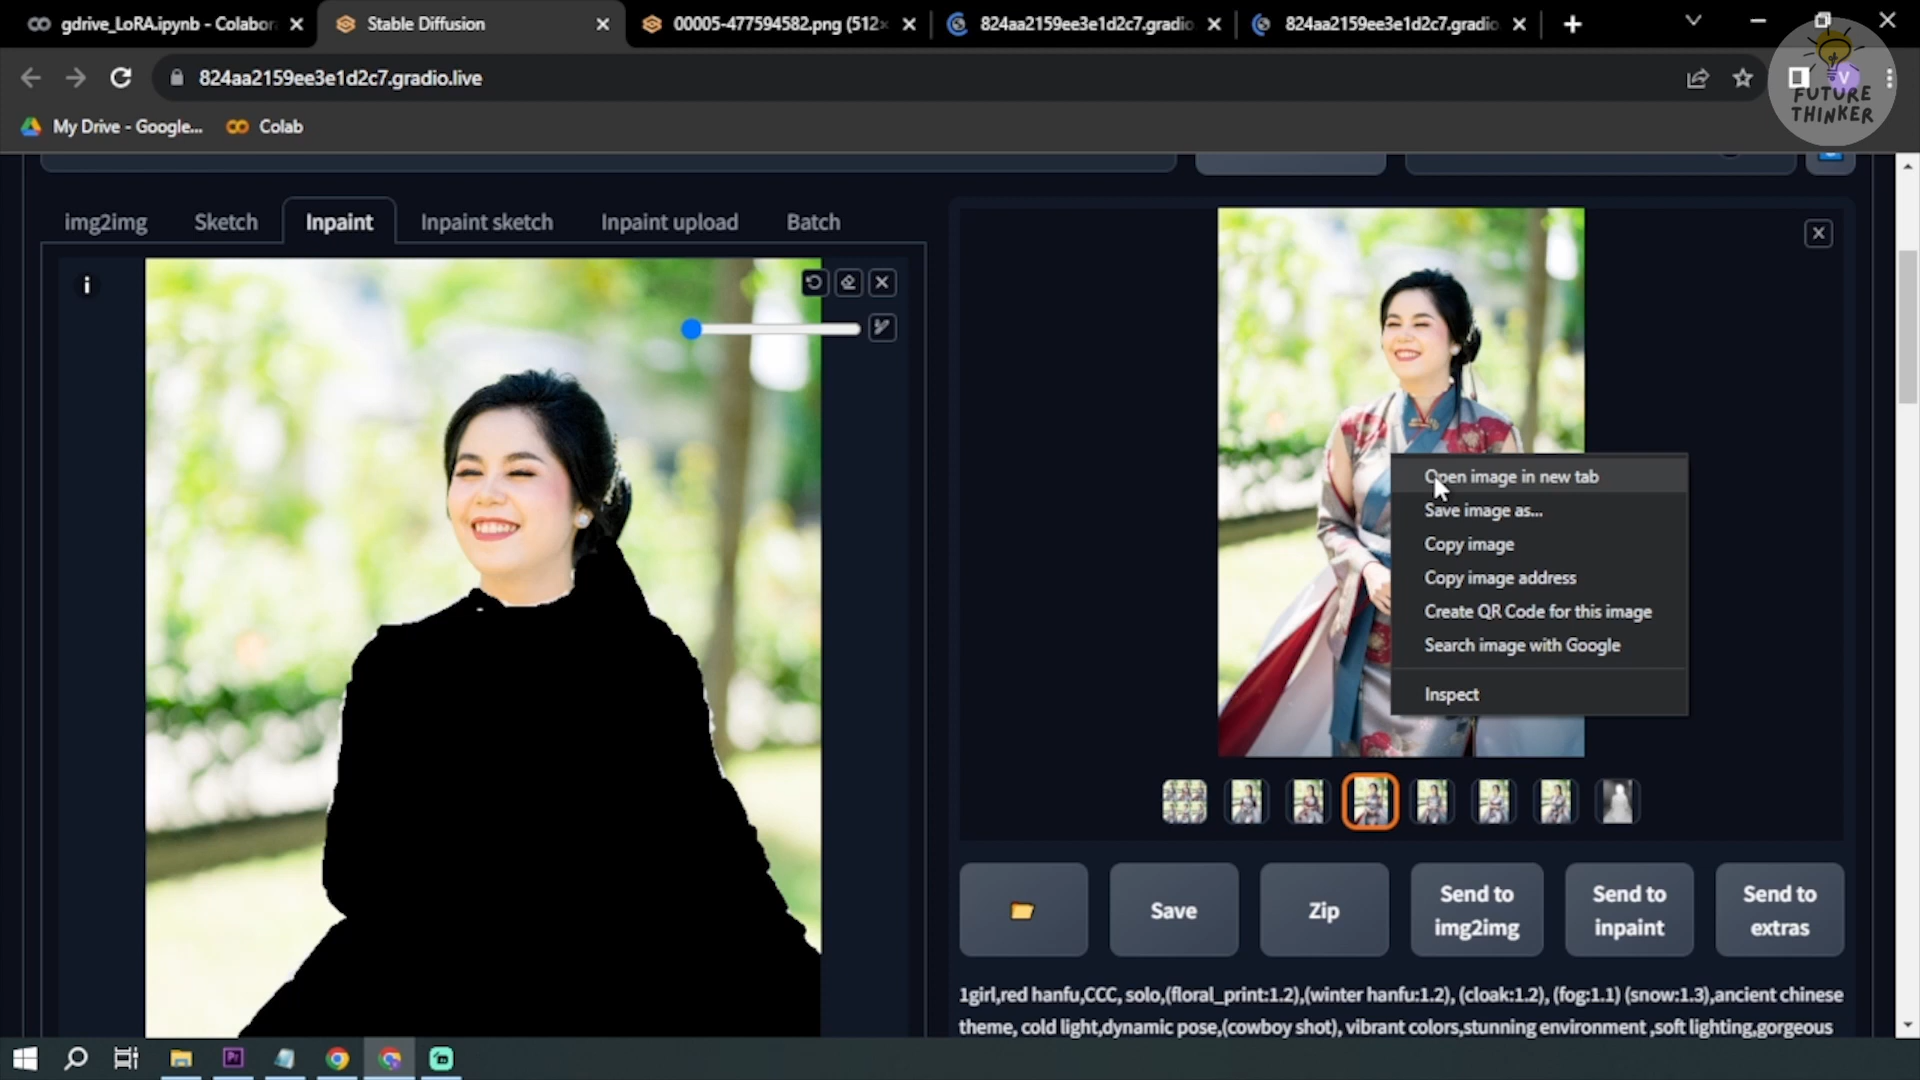 gdrive_LoRA.ipynb - Colabor
Stable Diffusion
00005-477594582.png (512×
824aa2159ee3e1d2c7.gradio
824aa2159ee3e1d2c7.gradio.
824aa2159ee3e1d2c7.gradio.live
V
FUTURE
THINKER
My Drive - Google...
Colab
img2img
Sketch
Inpaint
Inpaint sketch
Inpaint upload
Batch
i
Open image in new tab
Save image as...
Copy image
Copy image address
Create QR Code for this image
Search image with Google
Inspect
Save
Zip
Send to
img2img
Send to
inpaint
Send to
extras
1girl,red hanfu,CCC, solo,(floral_print:1.2),(winter hanfu:1.2), (cloak:1.2), (fog:1.1) (snow:1.3),ancient chinese
theme, cold light,dynamic pose,(cowboy shot), vibrant colors,stunning environment ,soft lighting,gorgeous
Pr